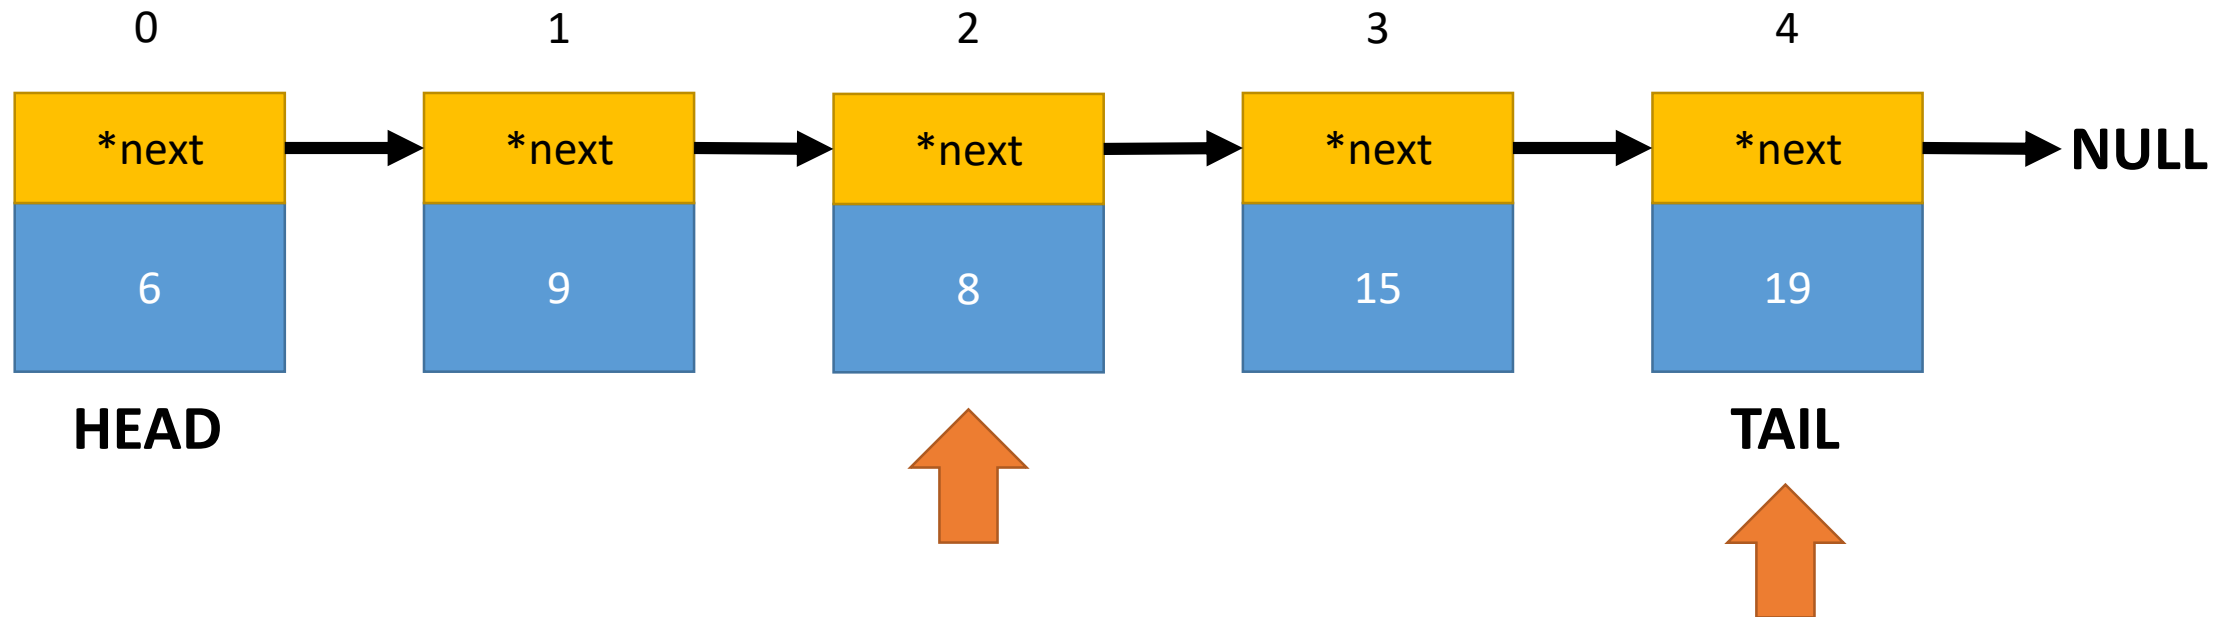 0 1 2 3 4
*next *next *next *next *next NULL
6 9 8 15 19
HEAD TAIL